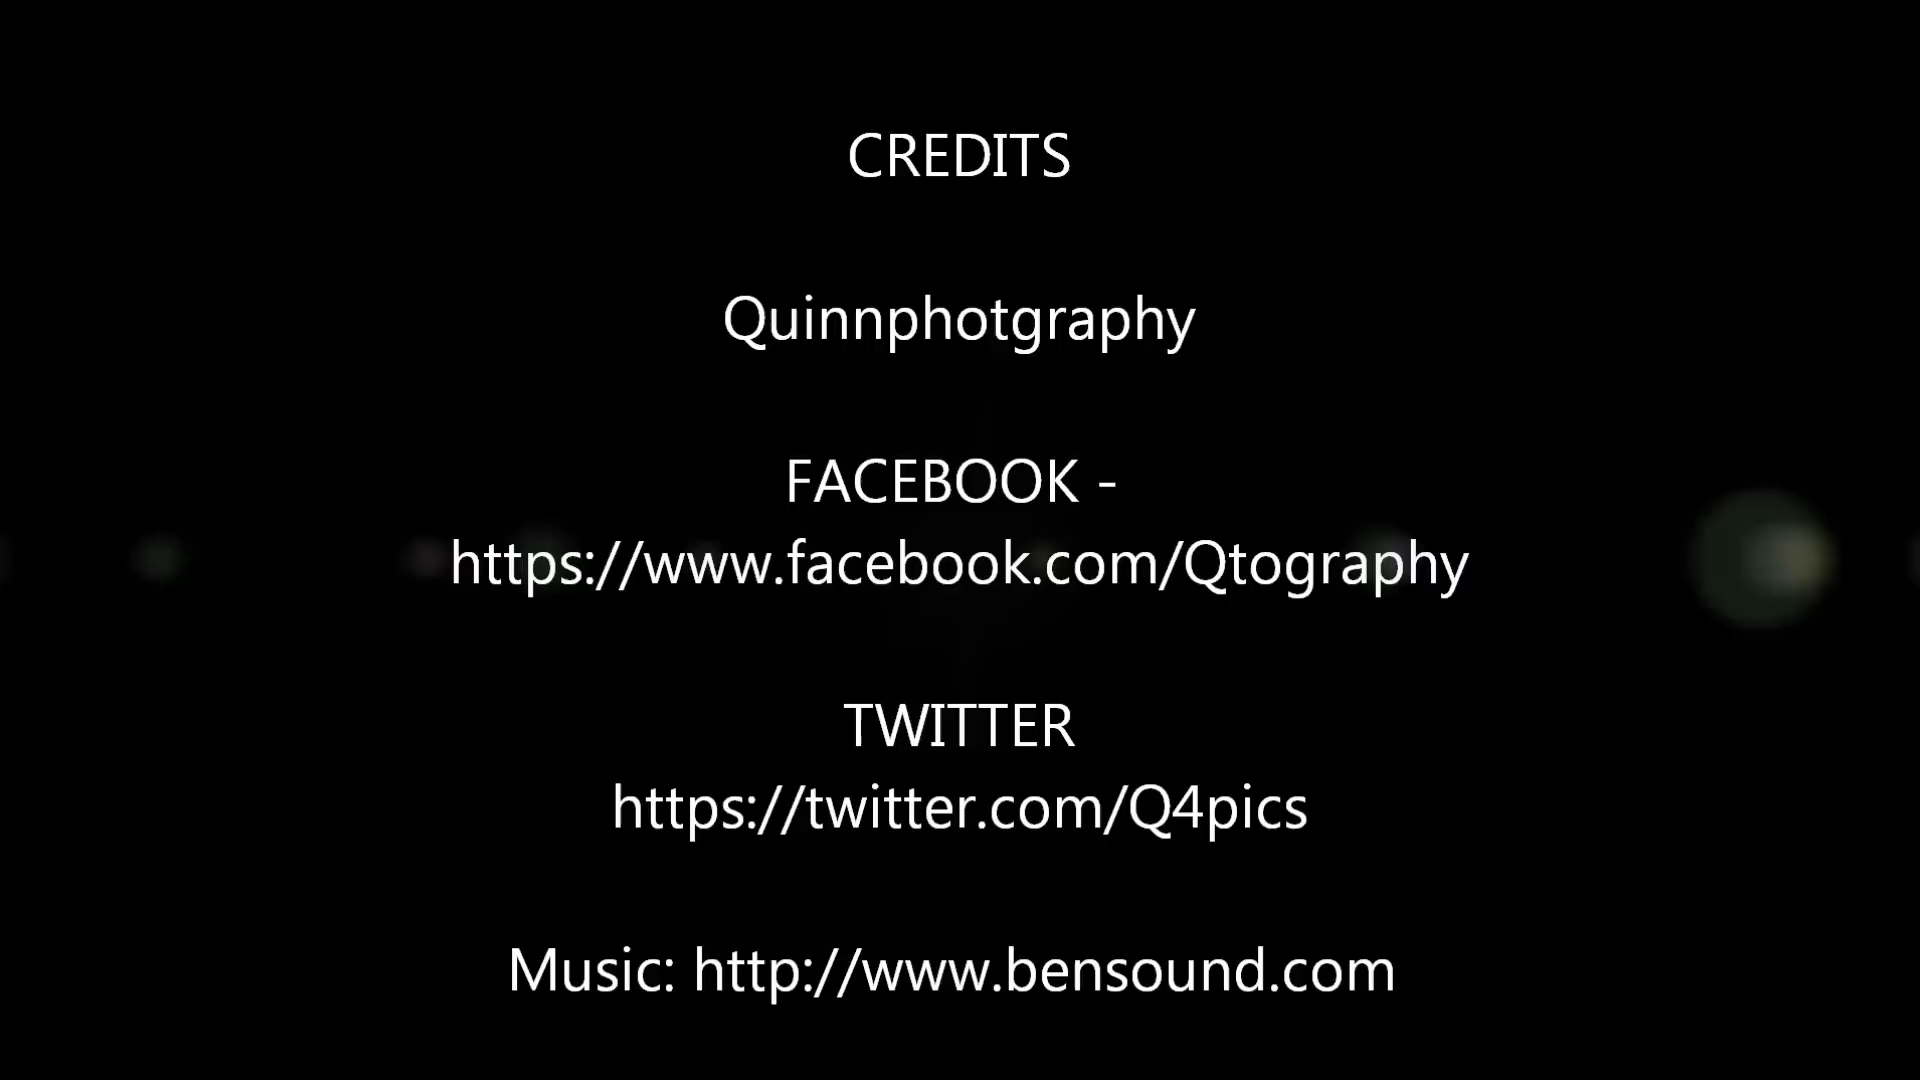 CREDITS
Quinnphotgraphy
FACEBOOK -
https://www.facebook.com/Qtography
TWITTER
https://twitter.com/Q4pics
Music: http://www.bensound.com